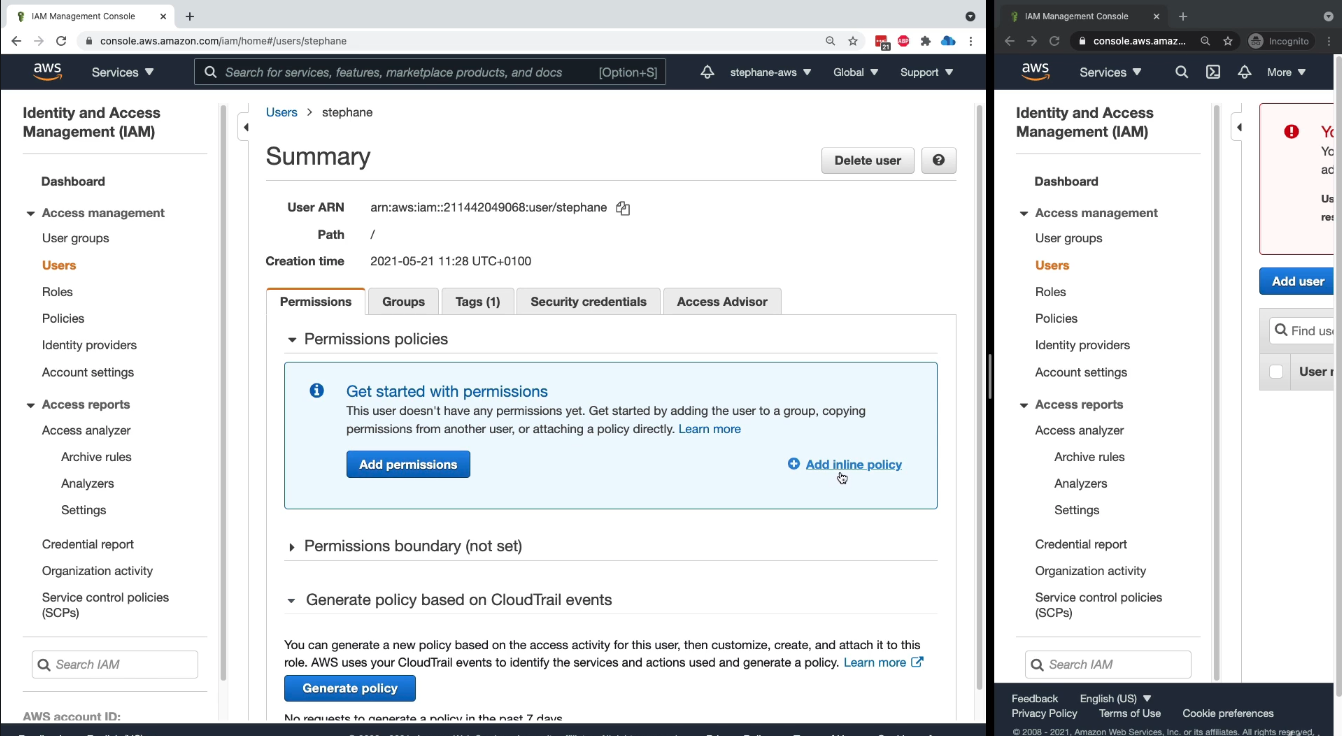 IAM Management Console
console.aws.amazon.com/iam/home#/users/stephane
21
ABP
aws
Services
Search for services, features, marketplace products, and docs [Option+S]
stephane-aws
Global
Support
Identity and Access
Management (IAM)
Dashboard
Access management
User groups
Users
Roles
Policies
Identity providers
Account settings
Access reports
Access analyzer
Archive rules
Analyzers
Settings
Credential report
Organization activity
Service control policies
(SCPs)
Search IAM
AWS account ID:
Users > stephane
Summary
Delete user
User ARN arn:aws:iam::211442049068:user/stephane
Path /
Creation time 2021-05-21 11:28 UTC+0100
Permissions
Groups
Tags (1)
Security credentials
Access Advisor
Permissions policies
Get started with permissions
This user doesn't have any permissions yet. Get started by adding the user to a group, copying
permissions from another user, or attaching a policy directly. Learn more
Add permissions
Add inline policy
Permissions boundary (not set)
Generate policy based on CloudTrail events
You can generate a new policy based on the access activity for this user, then customize, create, and attach it to this
role. AWS uses your CloudTrail events to identify the services and actions used and generate a policy. Learn more
Generate policy
No requests to generate a policy in the past 7 days
IAM Management Console
console.aws.amaz...
Incognito
aws
Services
More
Identity and Access
Management (IAM)
Dashboard
Access management
User groups
Users
Roles
Policies
Identity providers
Account settings
Access reports
Access analyzer
Archive rules
Analyzers
Settings
Credential report
Organization activity
Service control policies
(SCPs)
Search IAM
Add user
Find use
User
Feedback
English (US)
Privacy Policy
Terms of Use
Cookie preferences
© 2008 - 2021, Amazon Web Services, Inc. or its affiliates. All rights reserved.